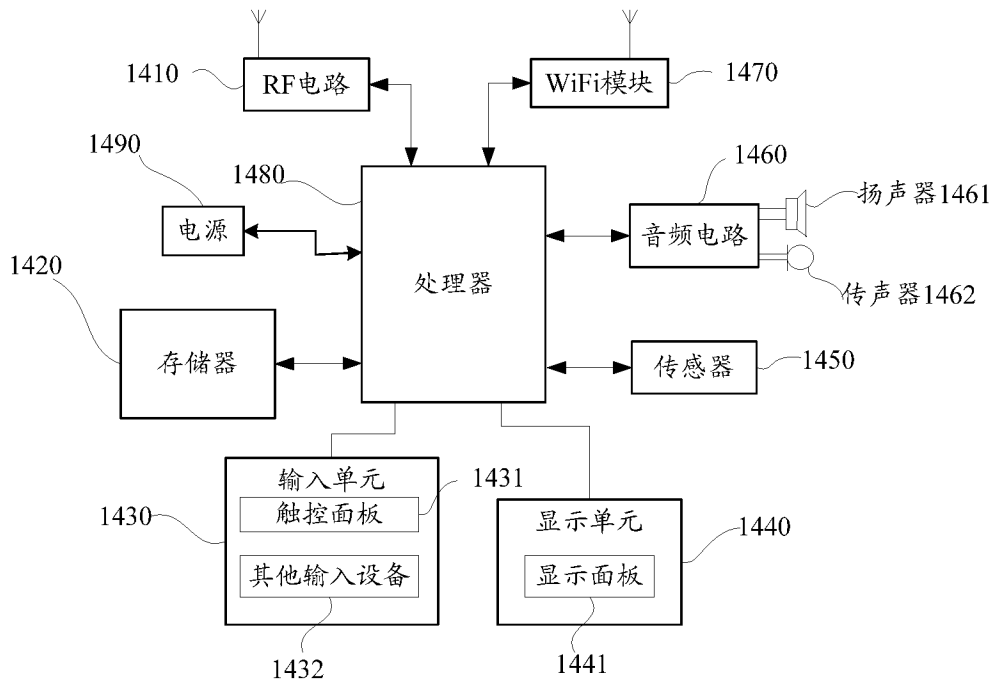 1410
RF电路
WiFi模块
1470
1490
1480
1460
电源
音频电路
扬声器1461
1420
处理器
传声器1462
存储器
传感器
1450
输入单元
1431
1430
触控面板
显示单元
1440
其他输入设备
显示面板
1432
1441